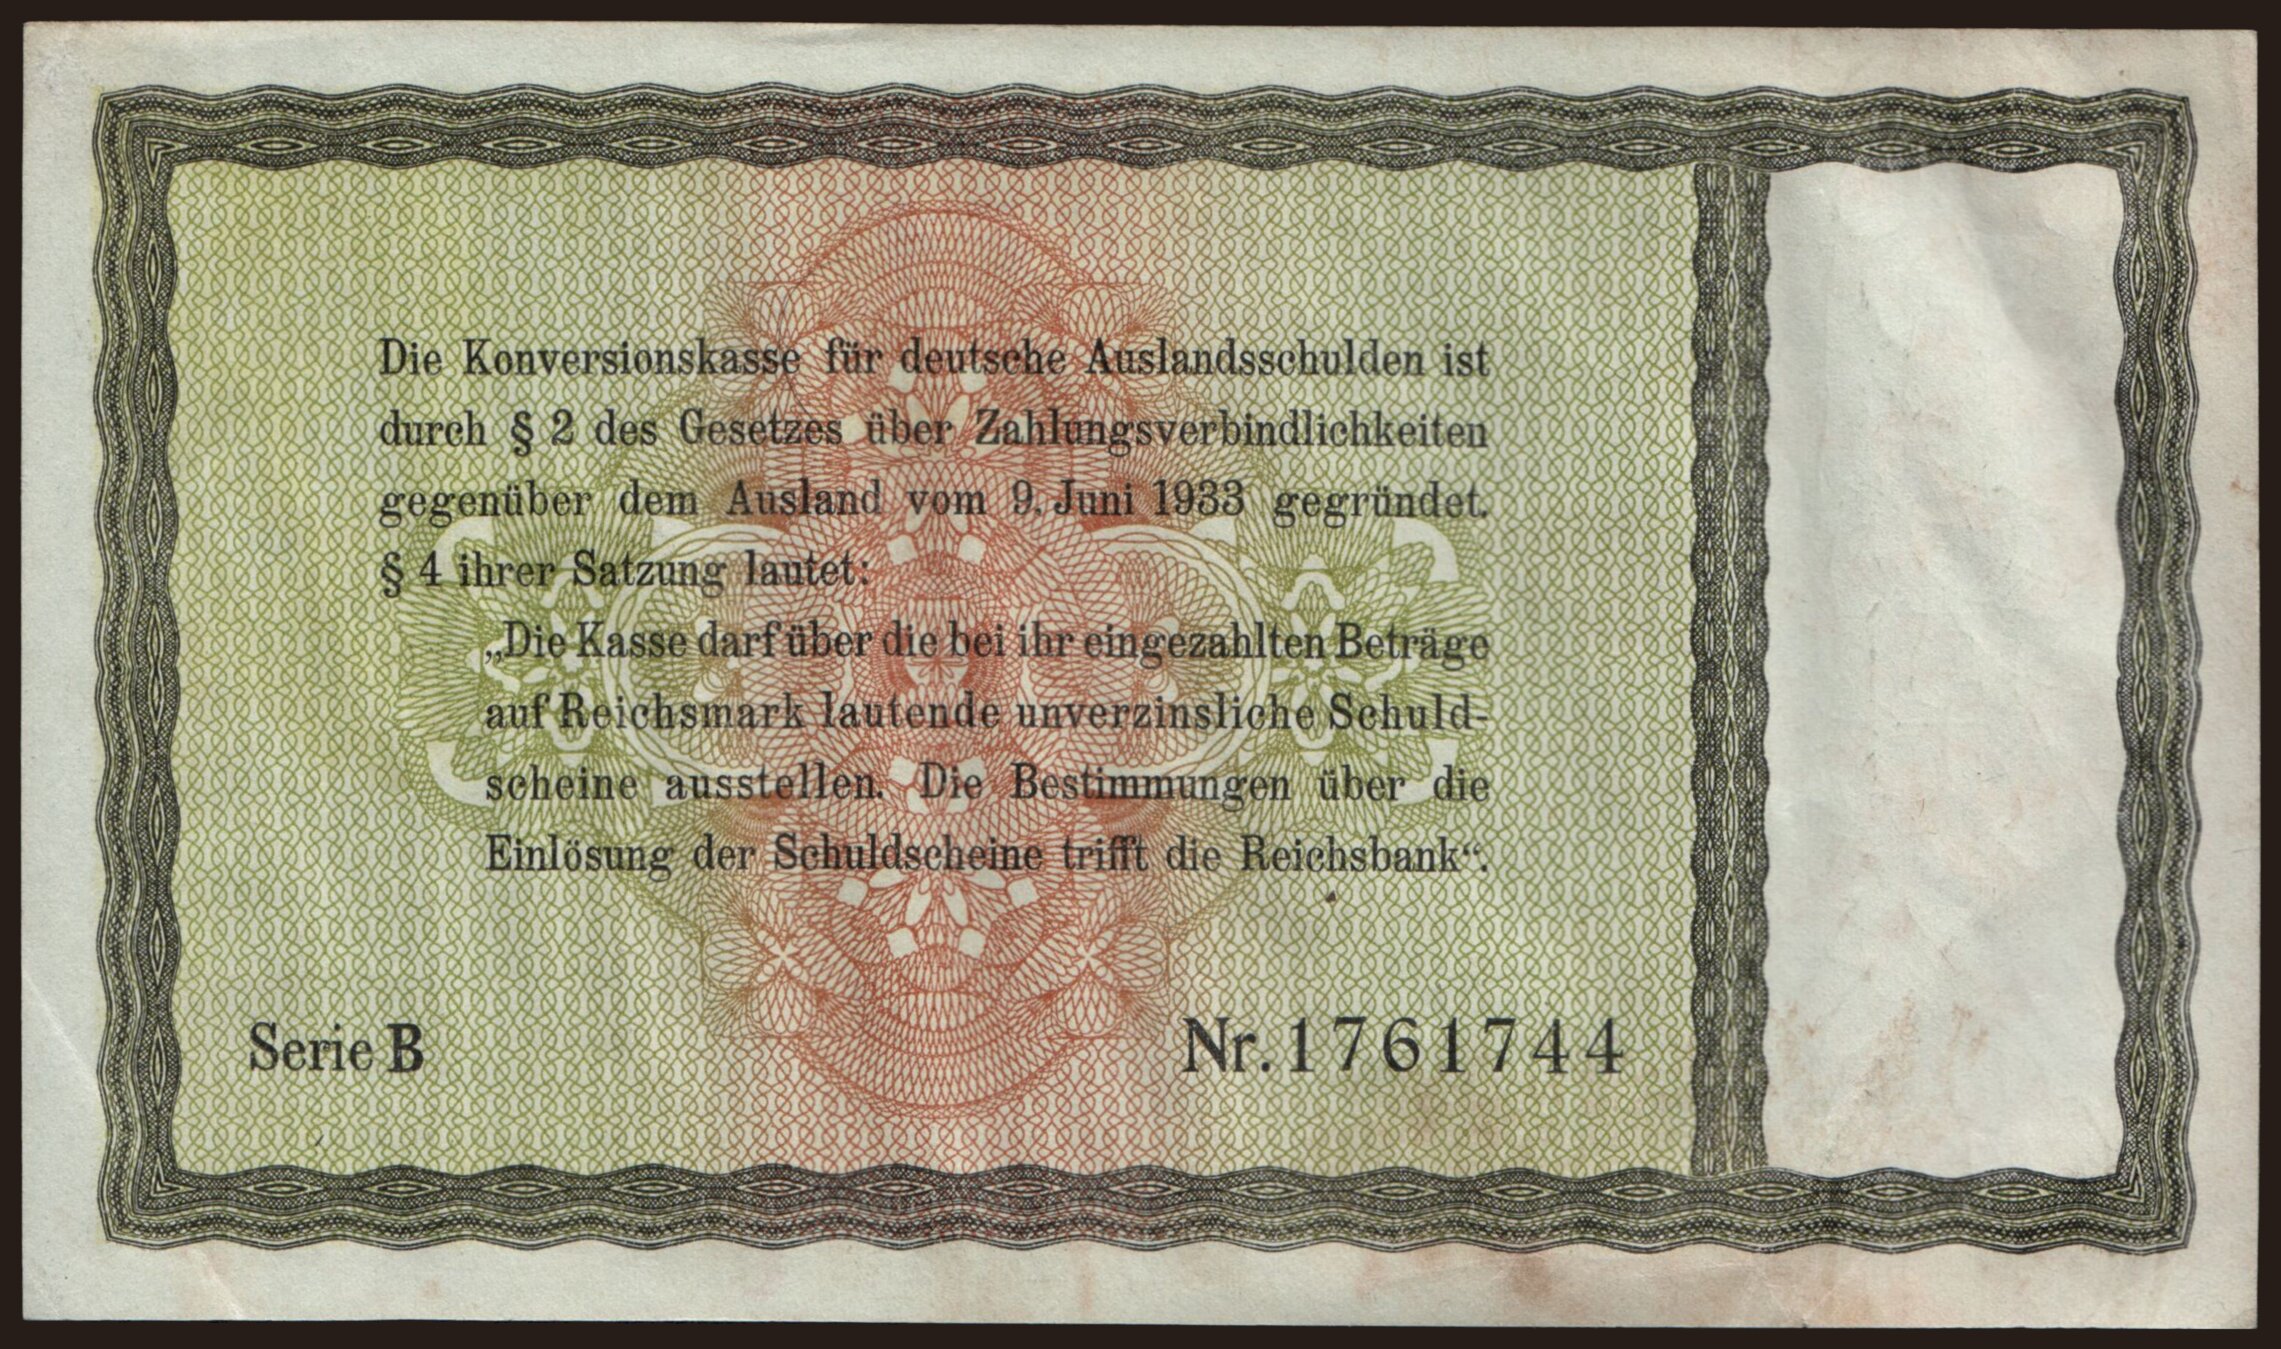 Die Konversionskasse für deutsche Auslandsschulden ist
durch § 2 des Gesetzes über Zahlungsverbindlichkeiten
gegenüber dem Ausland vom 9. Juni 1933 gegründet.
§ 4 ihrer Satzung lautet:
„Die Kasse darf über die bei ihr eingezahlten Beträge
auf Reichsmark lautende unverzinsliche Schuld-
scheine ausstellen. Die Bestimmungen über die
Einlösung der Schuldscheine trifft die Reichsbank“.
Serie B Nr. 1761744